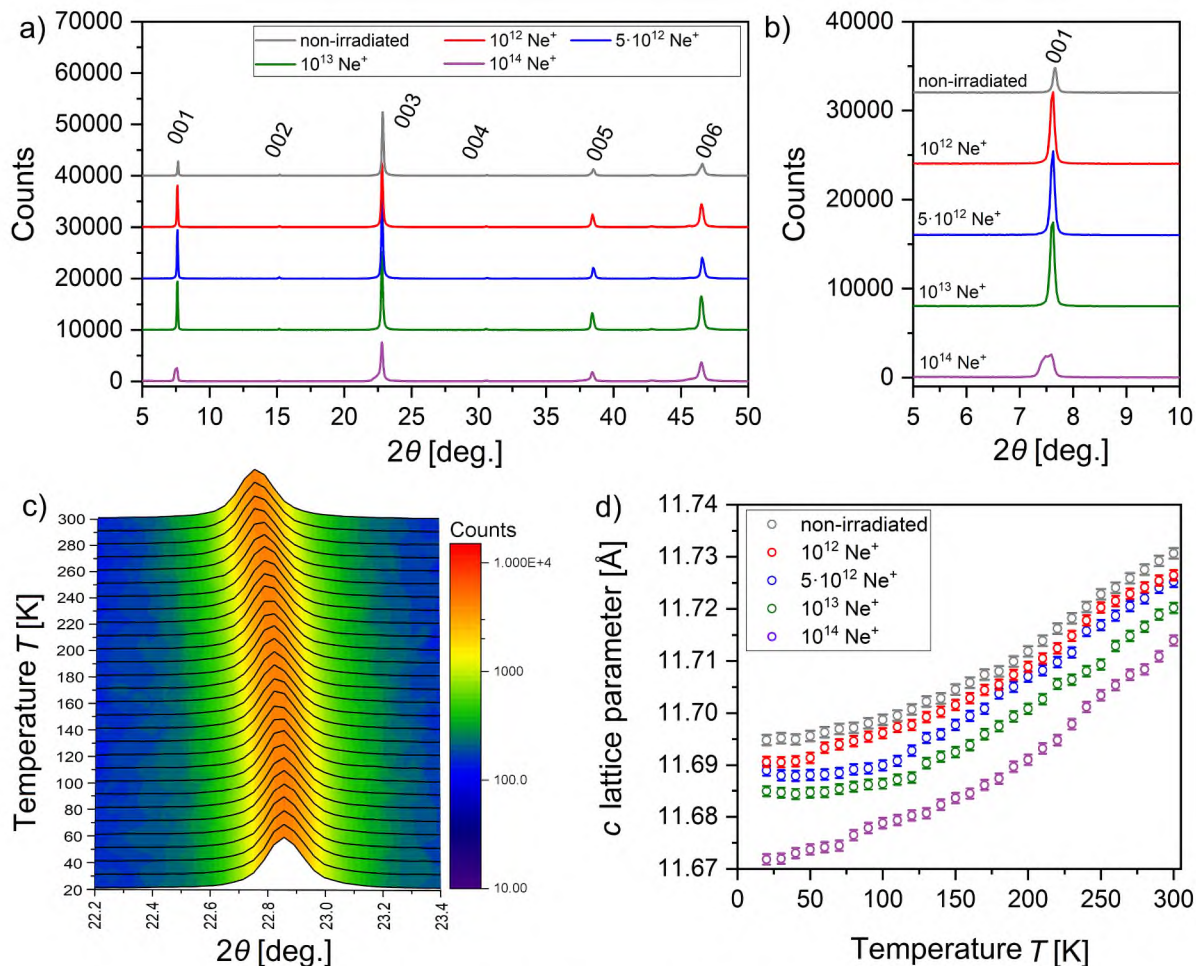 a)
non-irradiated 10¹² Ne⁺ 5·10¹² Ne⁺
10¹³ Ne⁺ 10¹⁴ Ne⁺
70000
60000
50000
40000
30000
20000
10000
0
Counts
001 002 003 004 005 006
5 10 15 20 25 30 35 40 45 50
2θ [deg.]
b)
001
40000
30000
20000
10000
0
Counts
non-irradiated
10¹² Ne⁺
5·10¹² Ne⁺
10¹³ Ne⁺
10¹⁴ Ne⁺
5 6 7 8 9 10
2θ [deg.]
c)
Temperature T [K]
300
280
260
240
220
200
180
160
140
120
100
80
60
40
20
22.2 22.4 22.6 22.8 23.0 23.2 23.4
2θ [deg.]
Counts
1.000E+4
1000
100.0
10.00
d)
non-irradiated
10¹² Ne⁺
5·10¹² Ne⁺
10¹³ Ne⁺
10¹⁴ Ne⁺
c lattice parameter [Å]
11.74
11.73
11.72
11.71
11.70
11.69
11.68
11.67
0 50 100 150 200 250 300
Temperature T [K]